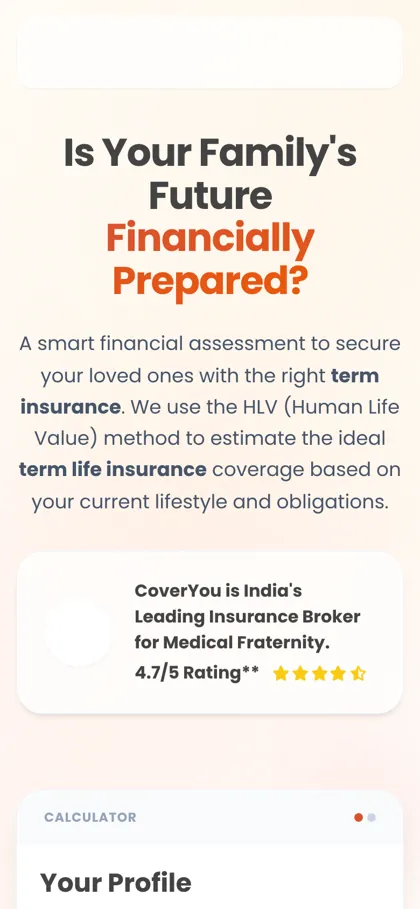 Is Your Family's
Future
Financially
Prepared?
A smart financial assessment to secure
your loved ones with the right term
insurance. We use the HLV (Human Life
Value) method to estimate the ideal
term life insurance coverage based on
your current lifestyle and obligations.
CoverYou is India's
Leading Insurance Broker
for Medical Fraternity.
4.7/5 Rating**
CALCULATOR
Your Profile